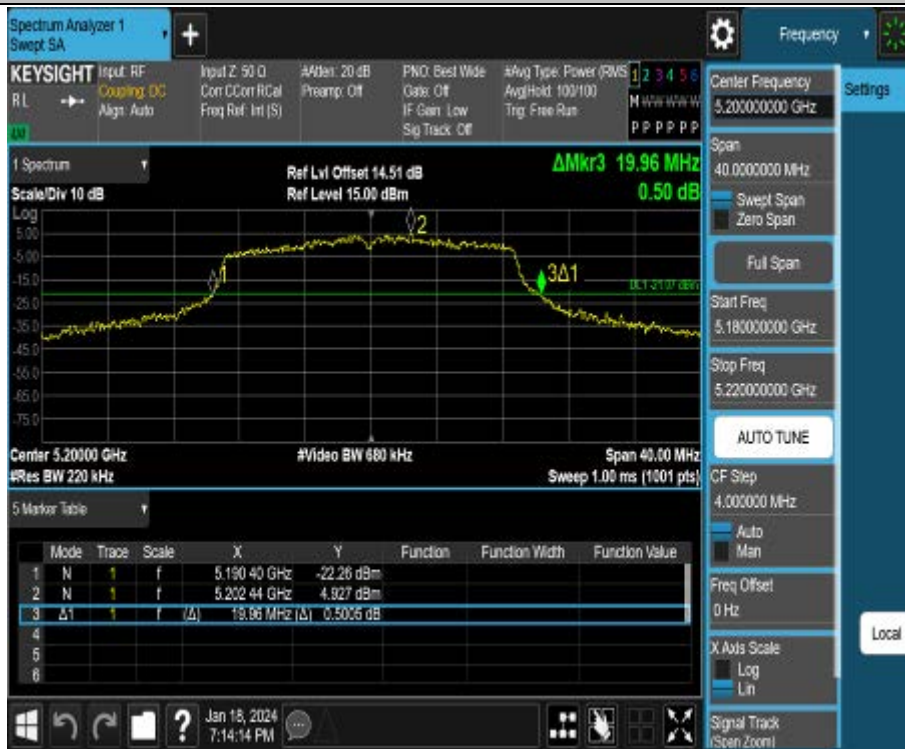 Spectrum Analyzer 1
Swept SA
+
Frequency
KEYSIGHT Input: RF Input Z: 50 Ω #Atten: 20 dB PNO: Best Wide #Avg Type: Power (RMS 1 2 3 4 5 6
RL Coupling: DC Corr CCorr RCal Preamp: Off Gate: Off Avg|Hold: 100/100 M W W W W W
Align: Auto Freq Ref: Int (S) IF Gain: Low Trig: Free Run
Sig Track: Off P P P P P P
1 Spectrum
Ref Lvl Offset 14.51 dB
ΔMkr3 19.96 MHz
Scale/Div 10 dB
Ref Level 15.00 dBm
0.50 dB
Log
5.00
-5.00
-15.0
-25.0
-35.0
-45.0
-55.0
-65.0
-75.0
2
3Δ1
DL1 -21.07 dBm
Center 5.20000 GHz
#Video BW 680 kHz
Span 40.00 MHz
#Res BW 220 kHz
Sweep 1.00 ms (1001 pts)
5 Marker Table
Mode Trace Scale X Y Function Function Width Function Value
1 N 1 f 5.190 40 GHz -22.26 dBm
2 N 1 f 5.202 44 GHz 4.927 dBm
3 Δ1 1 f (Δ) 19.96 MHz (Δ) 0.5005 dB
4
5
6
Jan 18, 2024
7:14:14 PM
?
Center Frequency
5.200000000 GHz
Settings
Span
40.0000000 MHz
Swept Span
Zero Span
Full Span
Start Freq
5.180000000 GHz
Stop Freq
5.220000000 GHz
AUTO TUNE
CF Step
4.000000 MHz
Auto
Man
Freq Offset
0 Hz
Local
X Axis Scale
Log
Lin
Signal Track
(Span Zoom)